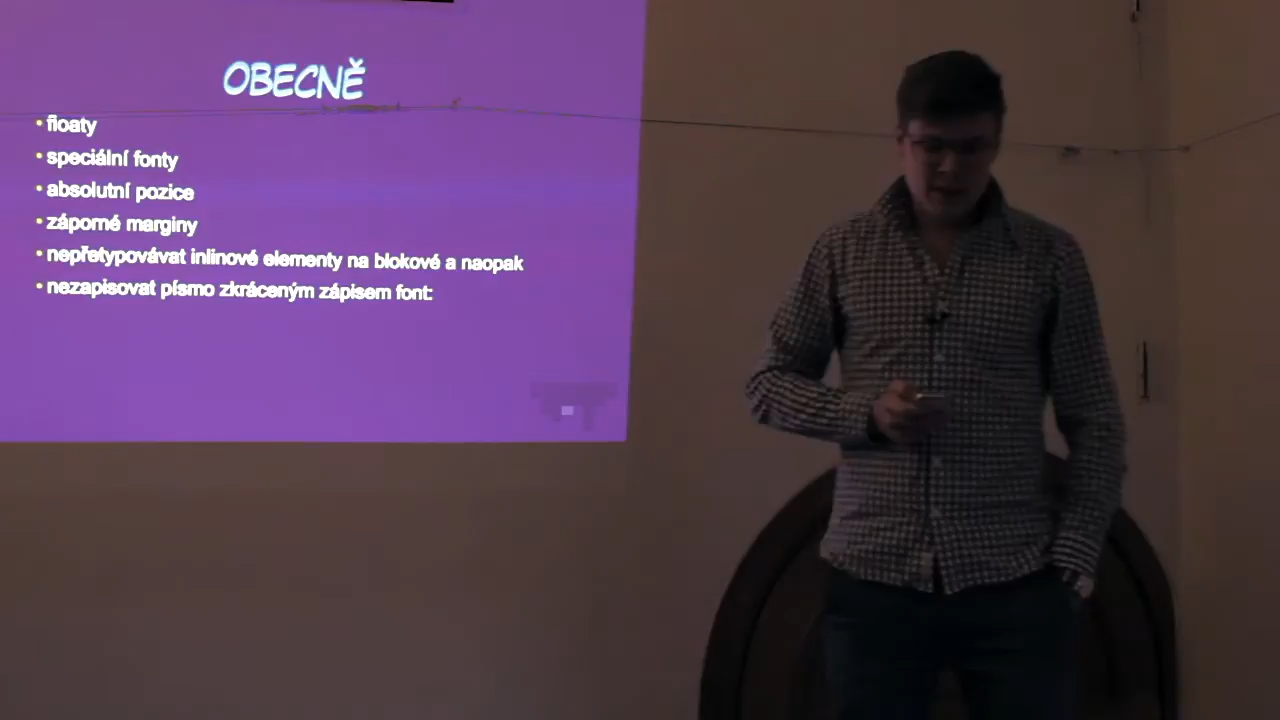 OBECNĚ
• floaty
• speciální fonty
• absolutní pozice
• záporné marginy
• nepřetypovávat inlinové elementy na blokové a naopak
• nezapisovat písmo zkráceným zápisem font: